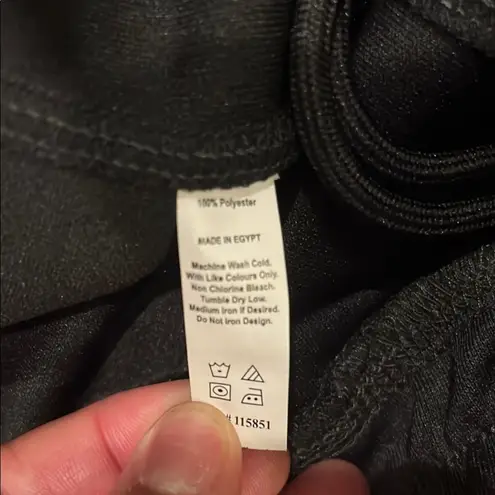 100% Polyester
MADE IN EGYPT
Machine Wash Cold.
With Like Colours Only.
Non Chlorine Bleach.
Tumble Dry Low.
Medium Iron if Desired.
Do Not Iron Design.
# 115851